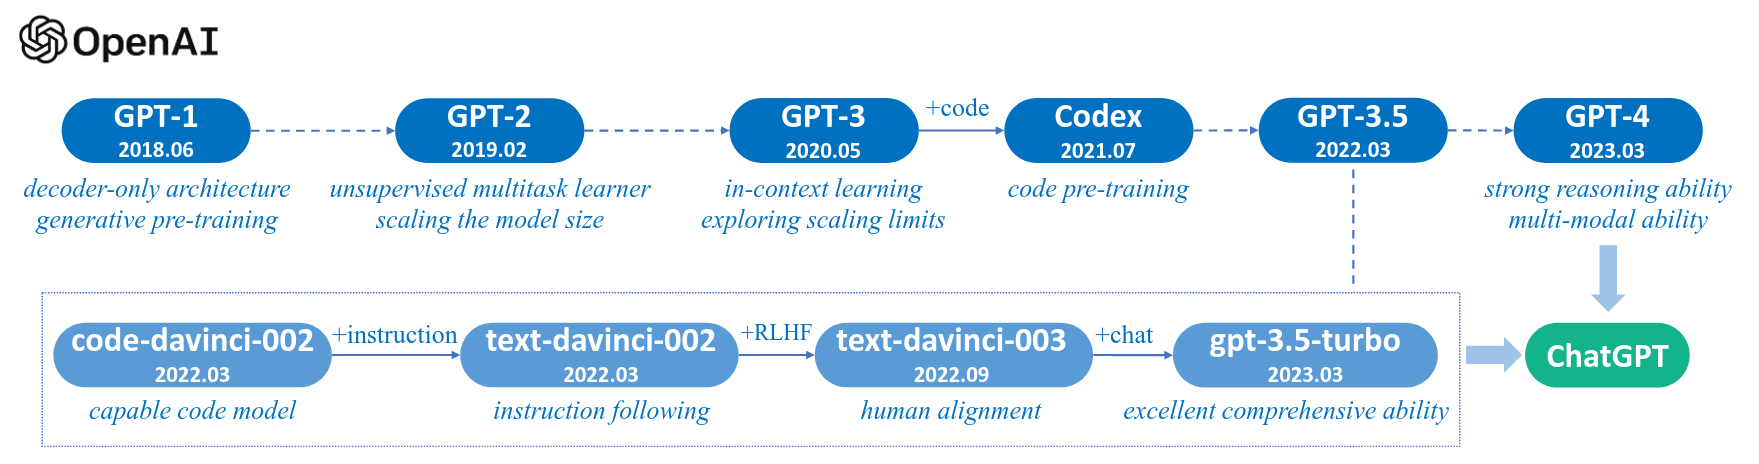 OpenAI
GPT-1
2018.06
GPT-2
2019.02
GPT-3
2020.05
+code
Codex
2021.07
GPT-3.5
2022.03
GPT-4
2023.03
decoder-only architecture
generative pre-training
unsupervised multitask learner
scaling the model size
in-context learning
exploring scaling limits
code pre-training
strong reasoning ability
multi-modal ability
code-davinci-002
2022.03
+instruction
text-davinci-002
2022.03
+RLHF
text-davinci-003
2022.09
+chat
gpt-3.5-turbo
2023.03
ChatGPT
capable code model
instruction following
human alignment
excellent comprehensive ability